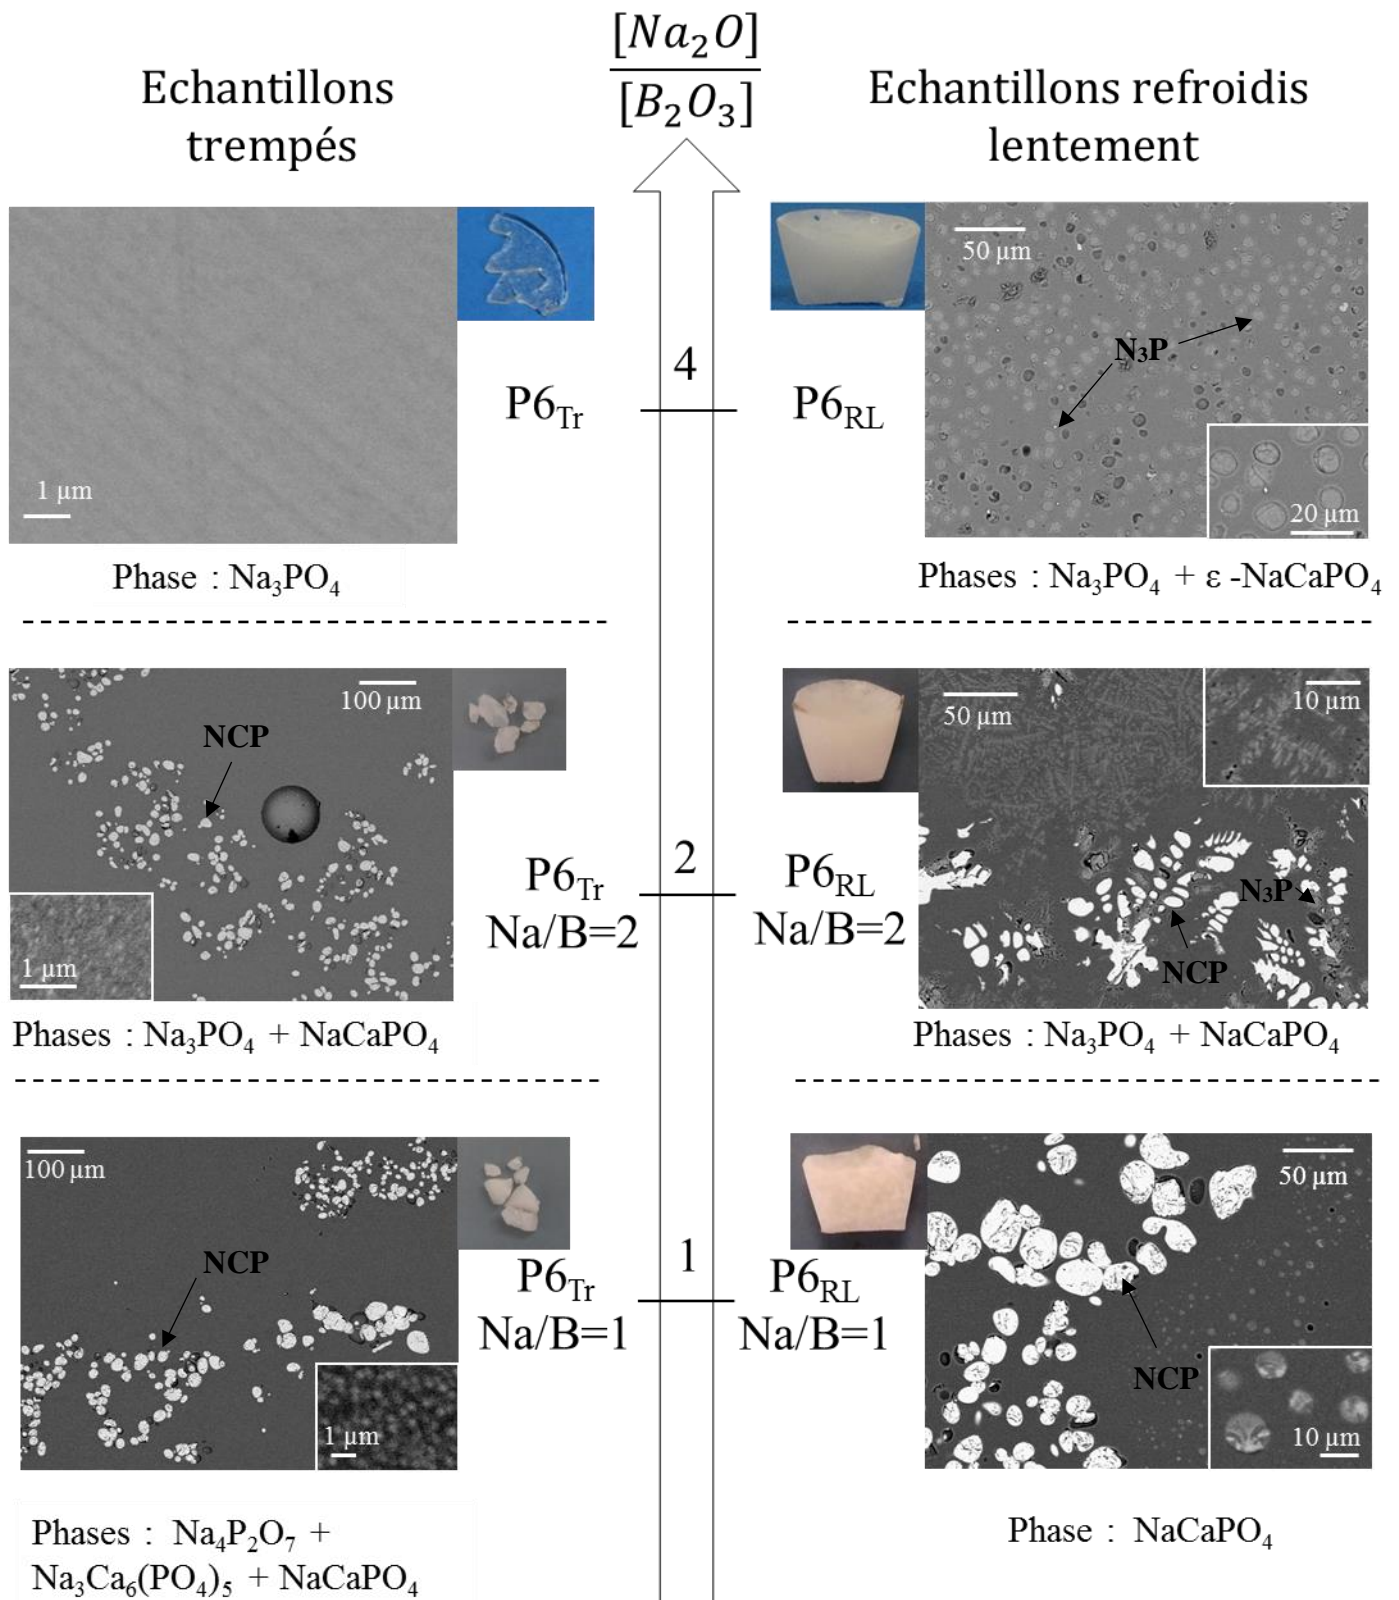 [Na₂O]
[B₂O₃]
Echantillons
trempés
Echantillons refroidis
lentement
1 µm
50 µm
N₃P
20 µm
4
P6Tr
P6RL
Phase : Na₃PO₄
Phases : Na₃PO₄ + ε -NaCaPO₄
100 µm
NCP
1 µm
50 µm
10 µm
N₃P
NCP
2
P6Tr
Na/B=2
P6RL
Na/B=2
Phases : Na₃PO₄ + NaCaPO₄
Phases : Na₃PO₄ + NaCaPO₄
100 µm
NCP
1 µm
50 µm
NCP
10 µm
1
P6Tr
Na/B=1
P6RL
Na/B=1
Phases : Na₄P₂O₇ +
Na₃Ca₆(PO₄)₅ + NaCaPO₄
Phase : NaCaPO₄